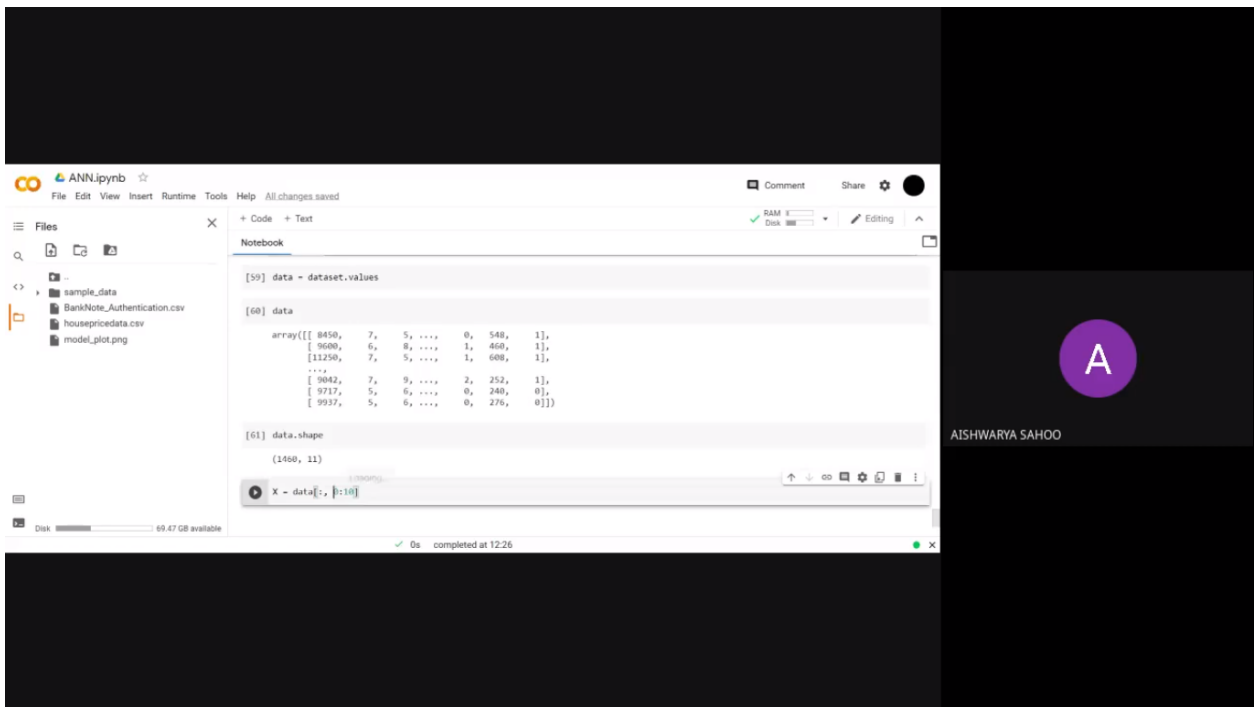 ANN.ipynb
File Edit View Insert Runtime Tools Help All changes saved
Comment Share
Files
+ Code + Text
RAM
Disk
Editing
Notebook
..
sample_data
BankNote_Authentication.csv
housepricedata.csv
model_plot.png
[59] data = dataset.values
[60] data
array([[ 8450, 7, 5, ..., 0, 548, 1],
[ 9600, 6, 8, ..., 1, 460, 1],
[11250, 7, 5, ..., 1, 608, 1],
...,
[ 9042, 7, 9, ..., 2, 252, 1],
[ 9717, 5, 6, ..., 0, 240, 0],
[ 9937, 5, 6, ..., 0, 276, 0]])
[61] data.shape
(1460, 11)
Loading...
X = data[:, 0:10]
Disk 69.47 GB available
0s completed at 12:26
A
AISHWARYA SAHOO